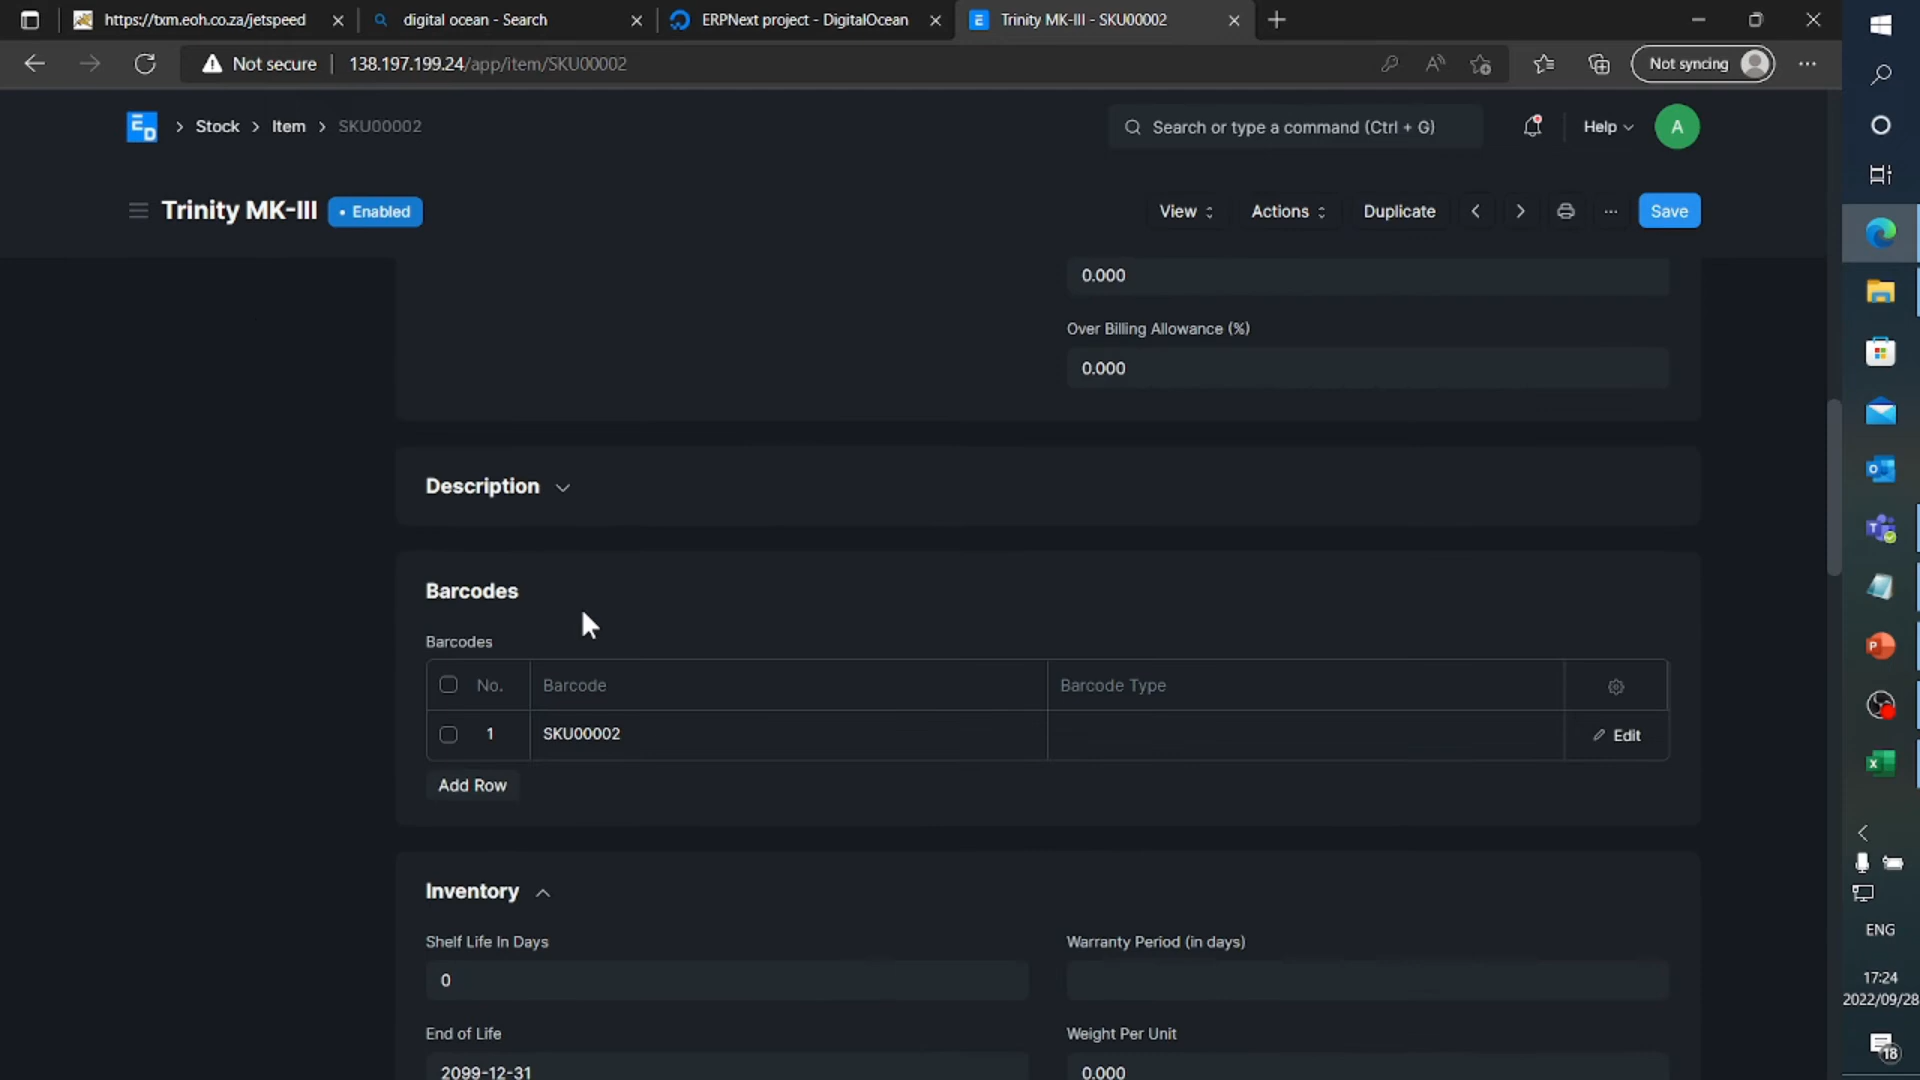 https://txm.eoh.co.za/jetspeed
digital ocean - Search
ERPNext project - DigitalOcean
Trinity MK-III - SKU00002
Not secure
138.197.199.24/app/item/SKU00002
Not syncing
Stock
Item
SKU00002
Search or type a command (Ctrl + G)
Help
A
Trinity MK-III
• Enabled
View
Actions
Duplicate
Save
0.000
Over Billing Allowance (%)
0.000
Description
Barcodes
Barcodes
No.
Barcode
Barcode Type
1
SKU00002
Edit
Add Row
Inventory
Shelf Life In Days
Warranty Period (in days)
0
End of Life
Weight Per Unit
2099-12-31
0.000
ENG
17:24
2022/09/28
18